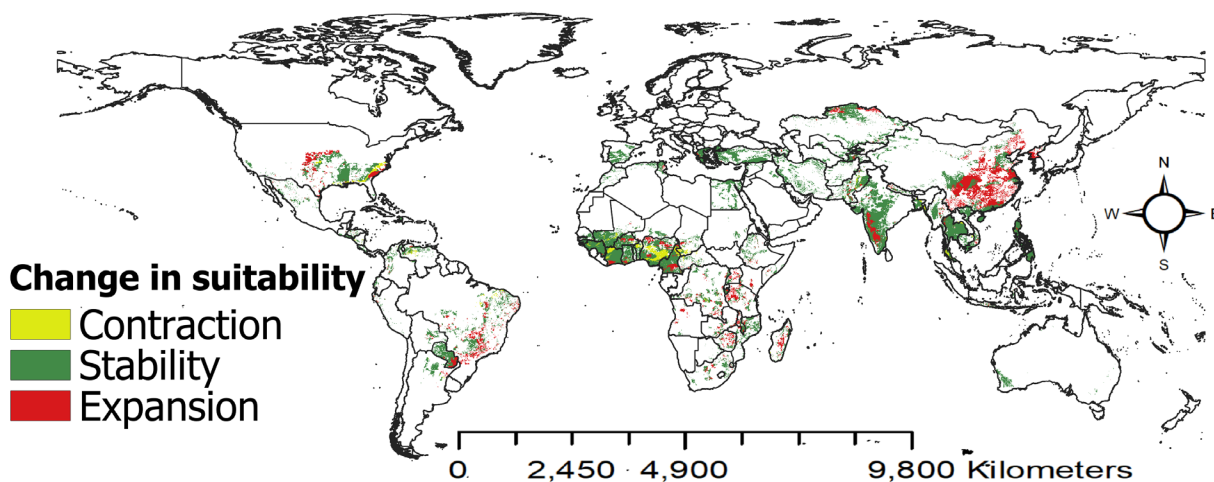 N
W
E
S
Change in suitability
Contraction
Stability
Expansion
0 2,450 4,900 9,800 Kilometers